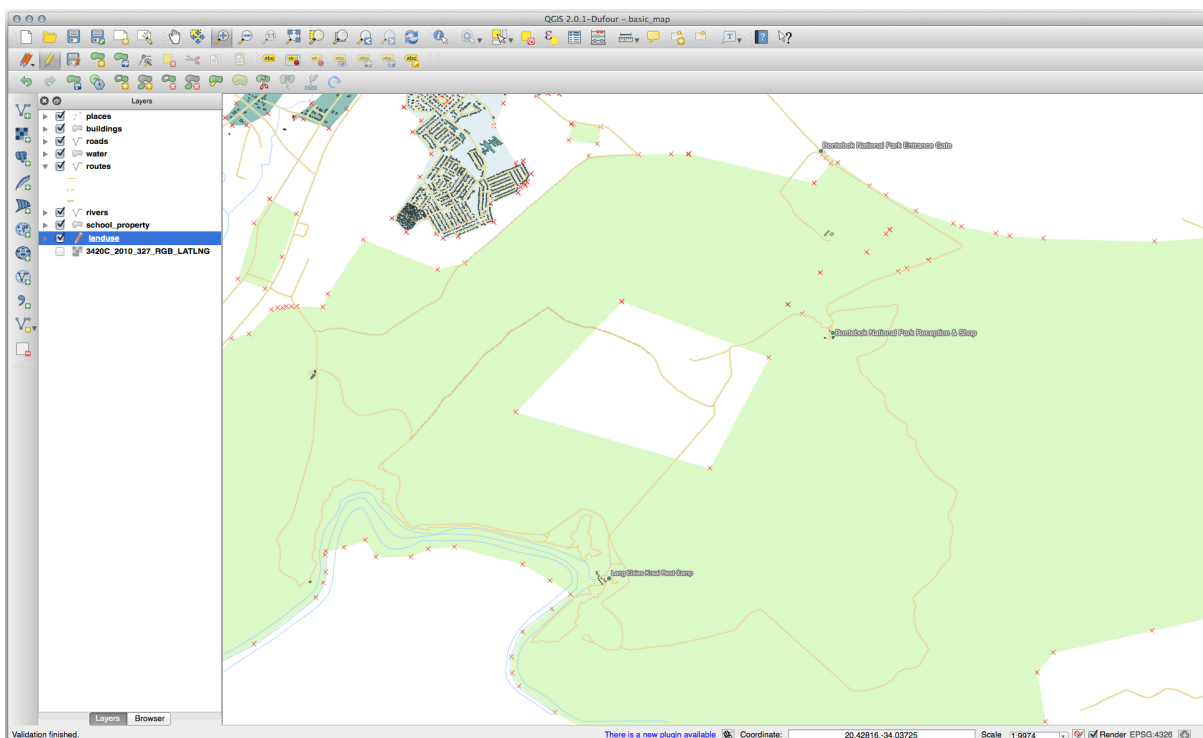 QGIS 2.0.1-Dufour – basic_map
Layers
places
buildings
roads
water
routes
rivers
school_property
landuse
3420C_2010_327_RGB_LATLNG
Bontebok National Park Entrance Gate
Bontebok National Park Reception & Shop
Lang Elsies Kraal Rest Camp
Layers Browser
Validation finished. There is a new plugin available Coordinate: 20.42816,-34.03725 Scale 1:9974 Render EPSG:4326